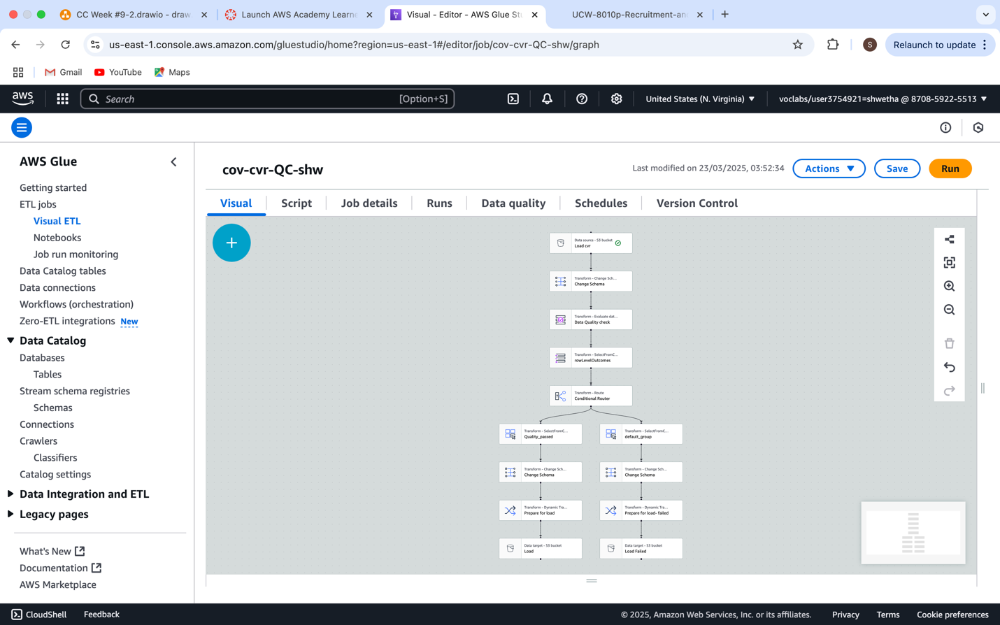 CC Week #9-2.drawio - draw
Launch AWS Academy Learne
Visual - Editor - AWS Glue Stu
UCW-8010p-Recruitment-and
us-east-1.console.aws.amazon.com/gluestudio/home?region=us-east-1#/editor/job/cov-cvr-QC-shw/graph
S
Relaunch to update
Gmail
YouTube
Maps
aws
Search
[Option+S]
United States (N. Virginia)
voclabs/user3754921=shwetha @ 8708-5922-5513
AWS Glue
Getting started
ETL jobs
Visual ETL
Notebooks
Job run monitoring
Data Catalog tables
Data connections
Workflows (orchestration)
Zero-ETL integrations New
Data Catalog
Databases
Tables
Stream schema registries
Schemas
Connections
Crawlers
Classifiers
Catalog settings
Data Integration and ETL
Legacy pages
What's New
Documentation
AWS Marketplace
cov-cvr-QC-shw
Last modified on 23/03/2025, 03:52:34
Actions
Save
Run
Visual
Script
Job details
Runs
Data quality
Schedules
Version Control
Data source - S3 bucket
Load cvr
Transform - Change Sch...
Change Schema
Transform - Evaluate dat...
Data Quality check
Transform - SelectFromC...
rowLevelOutcomes
Transform - Route
Conditional Router
Transform - SelectFromC...
Quality_passed
Transform - SelectFromC...
default_group
Transform - Change Sch...
Change Schema
Transform - Change Sch...
Change Schema
Transform - Dynamic Tra...
Prepare for load
Transform - Dynamic Tra...
Prepare for load- failed
Data target - S3 bucket
Load
Data target - S3 bucket
Load Failed
CloudShell
Feedback
© 2025, Amazon Web Services, Inc. or its affiliates.
Privacy
Terms
Cookie preferences